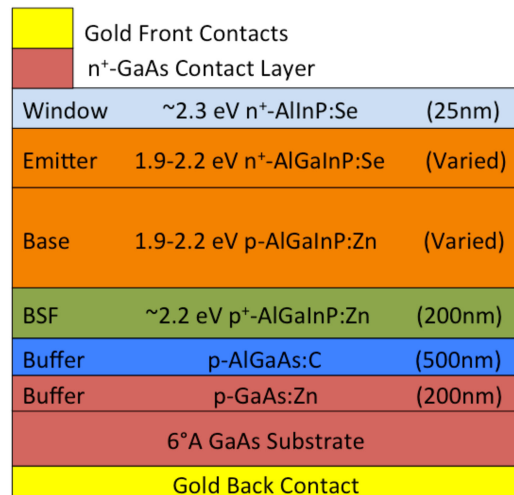 Gold Front Contacts
n⁺-GaAs Contact Layer
Window ~2.3 eV n⁺-AlInP:Se (25nm)
Emitter 1.9-2.2 eV n⁺-AlGaInP:Se (Varied)
Base 1.9-2.2 eV p-AlGaInP:Zn (Varied)
BSF ~2.2 eV p⁺-AlGaInP:Zn (200nm)
Buffer p-AlGaAs:C (500nm)
Buffer p-GaAs:Zn (200nm)
6°A GaAs Substrate
Gold Back Contact